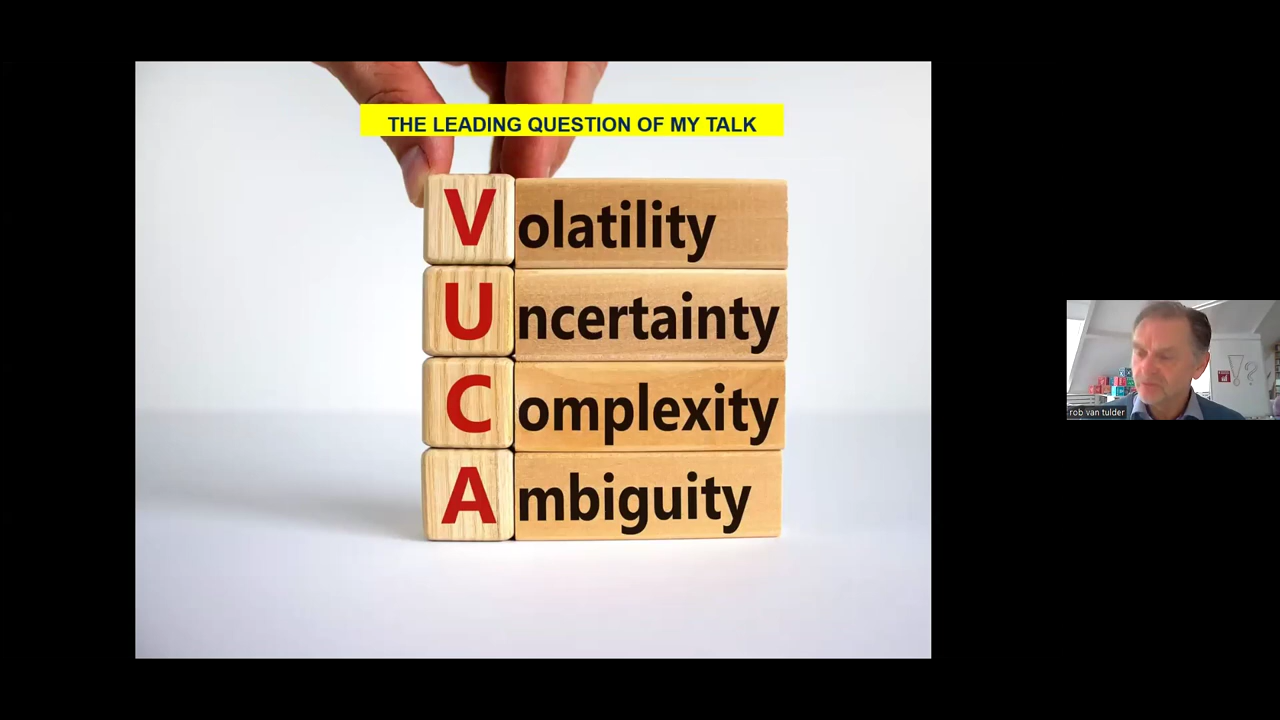 THE LEADING QUESTION OF MY TALK
Volatility
Uncertainty
Complexity
Ambiguity
rob van tulder